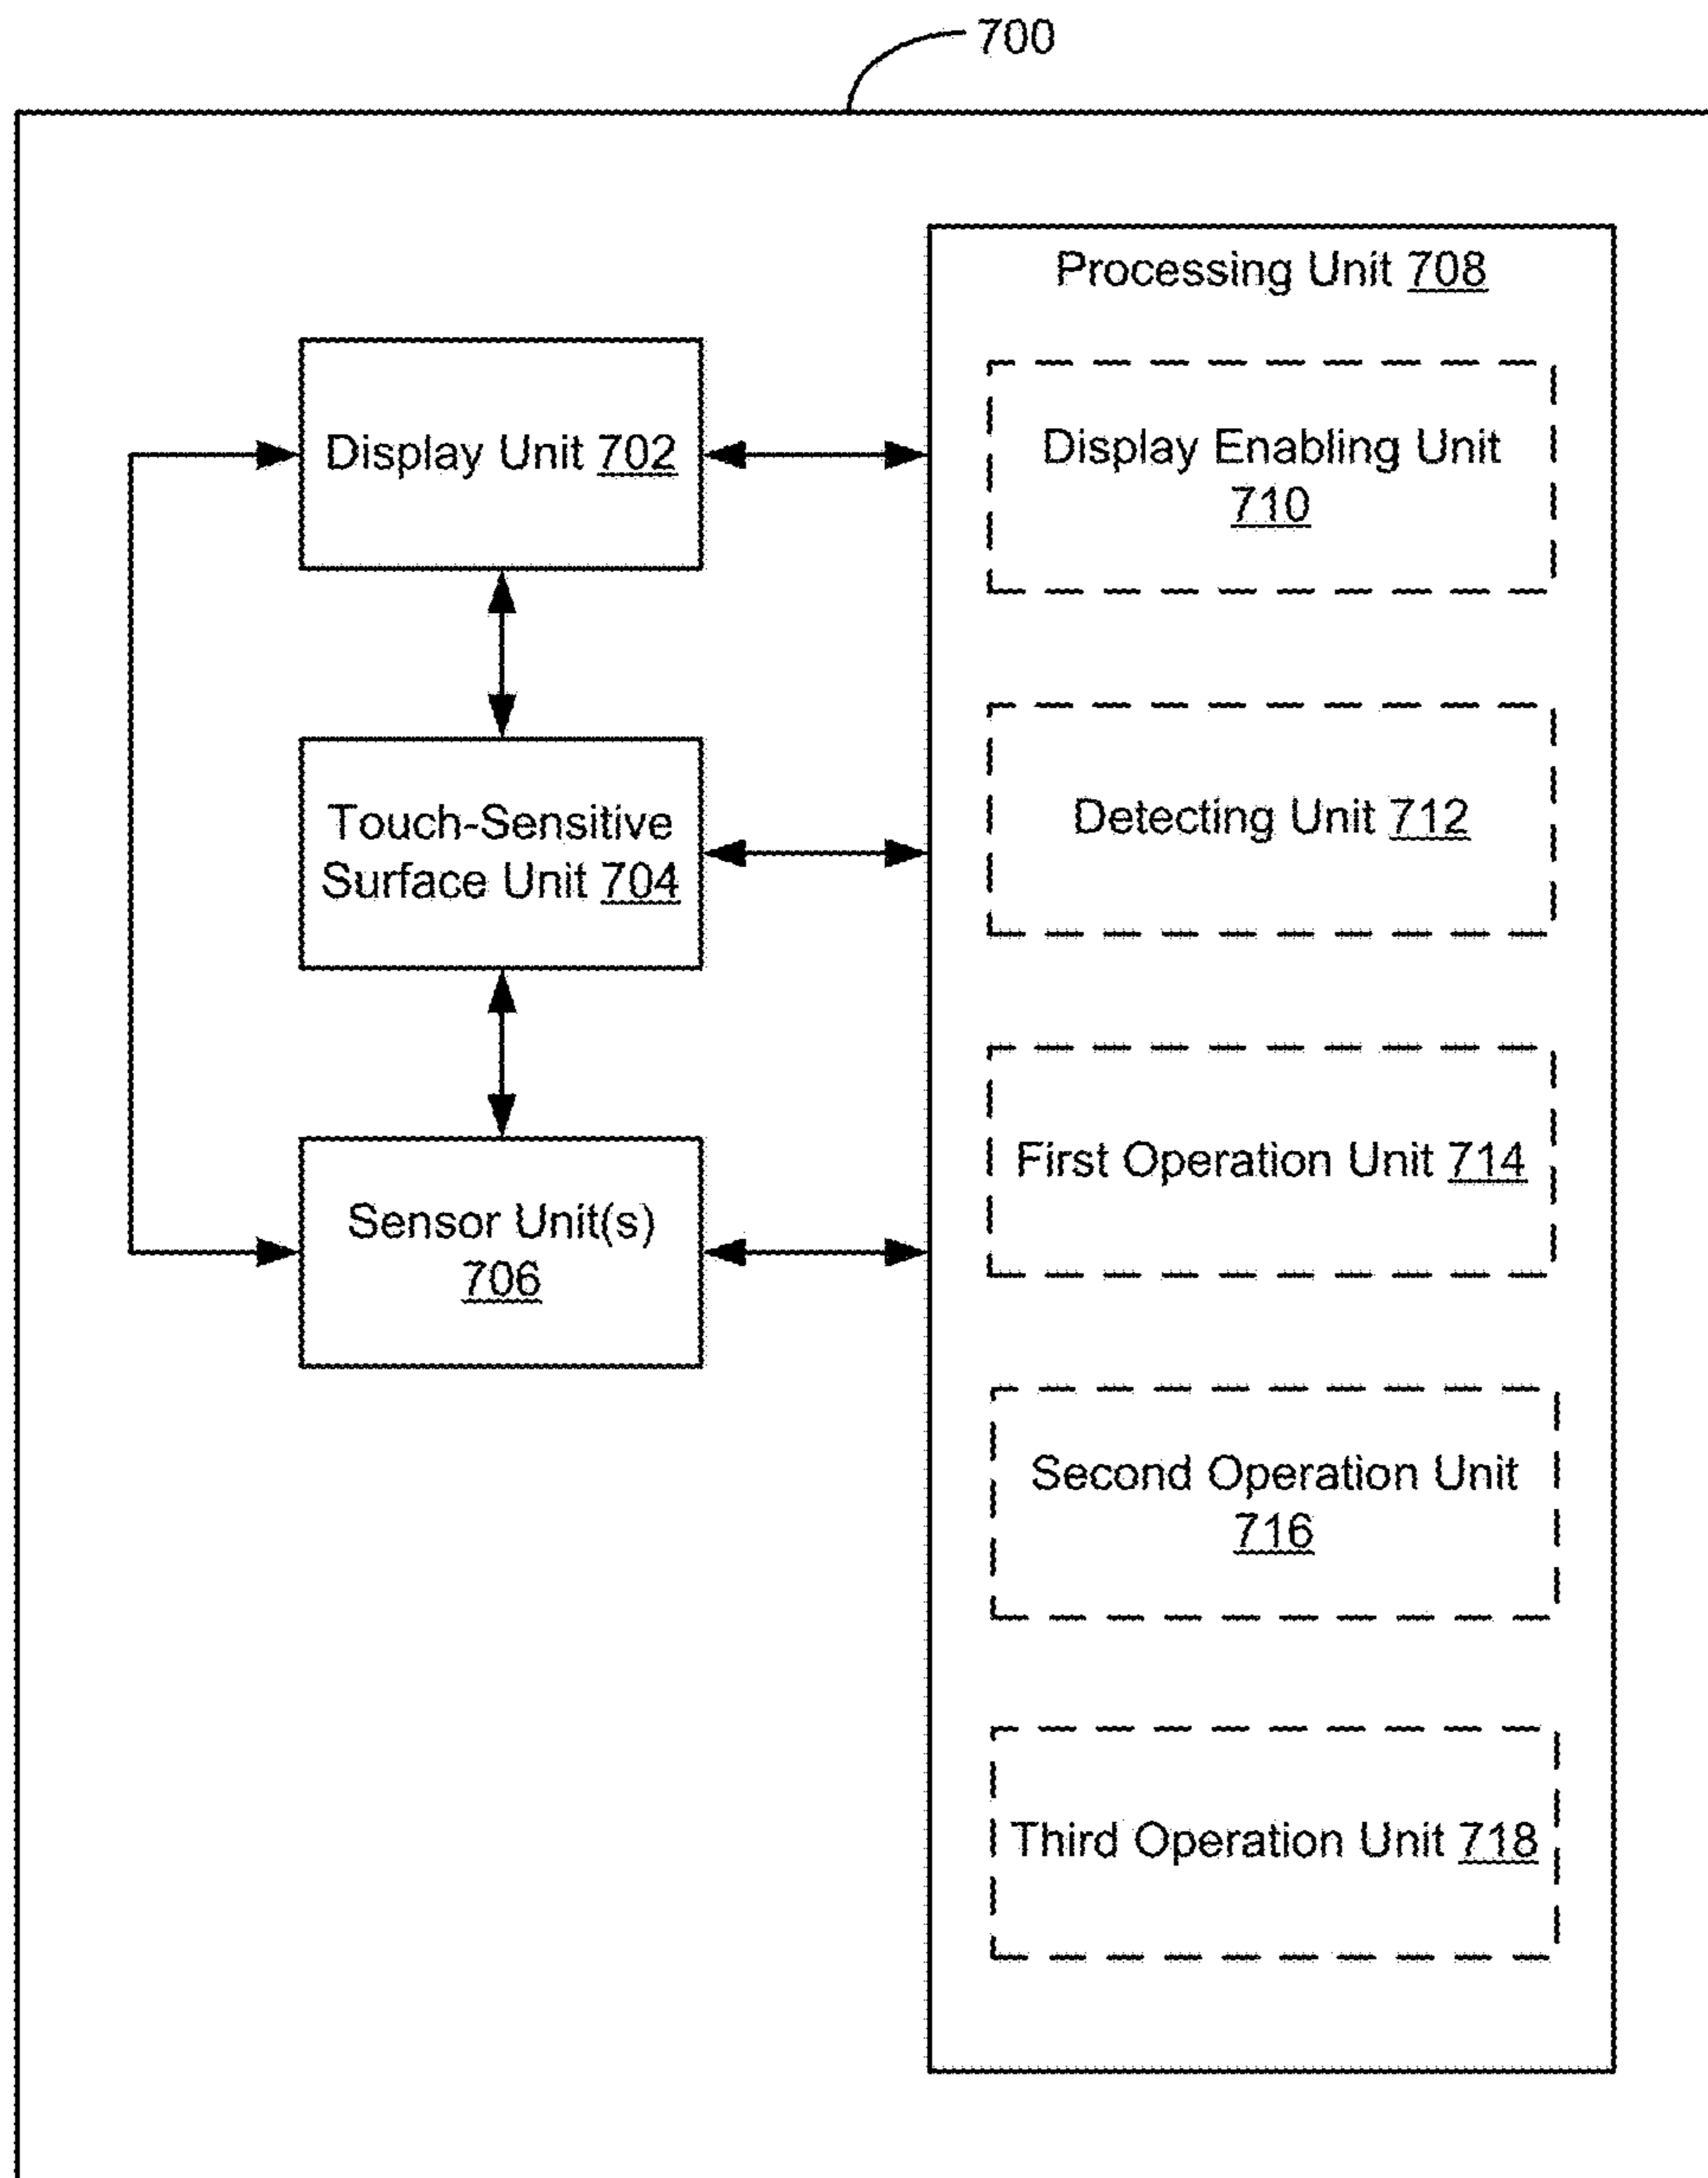 700
Processing Unit 708
Display Unit 702
Display Enabling Unit
710
Touch-Sensitive
Surface Unit 704
Detecting Unit 712
Sensor Unit(s)
706
First Operation Unit 714
Second Operation Unit
716
Third Operation Unit 718